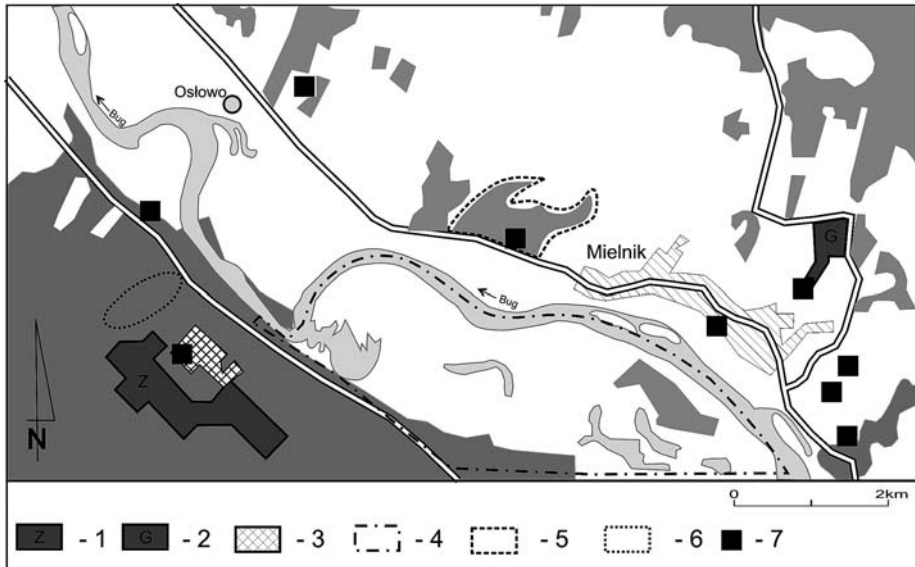 Osłowo
Bug
Mielnik
G
Bug
Z
N
0 2km
Z - 1 G - 2 - 3 - 4 - 5 - 6 - 7